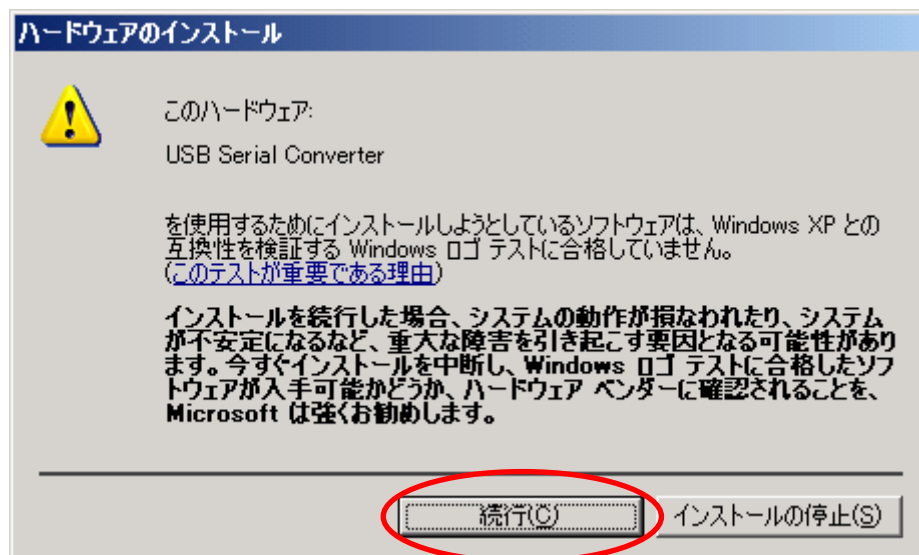 ハードウェアのインストール
このハードウェア:
USB Serial Converter
を使用するためにインストールしようとしているソフトウェアは、Windows XP との
互換性を検証する Windows ロゴ テストに合格していません。
(このテストが重要である理由)
インストールを続行した場合、システムの動作が損なわれたり、システム
が不安定になるなど、重大な障害を引き起こす要因となる可能性があり
ます。今すぐインストールを中断し、Windows ロゴ テストに合格したソフ
トウェアが入手可能かどうか、ハードウェア ベンダーに確認されることを、
Microsoft は強くお勧めします。
続行(C) インストールの停止(S)